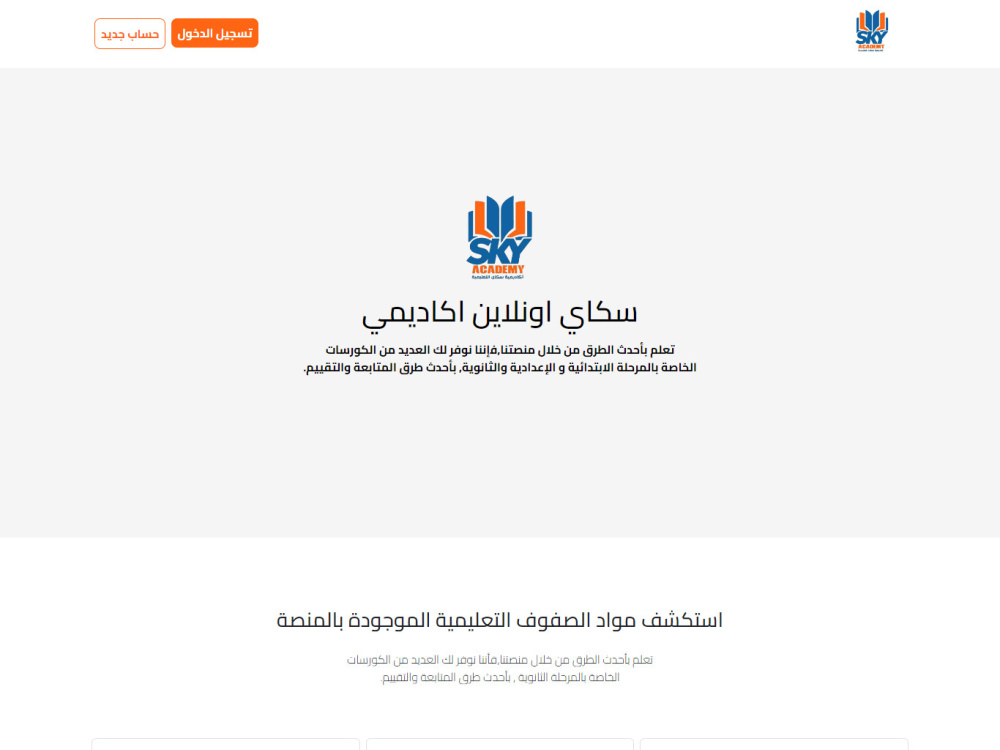 SKY
ACADEMY
تسجيل الدخول
حساب جديد
SKY
ACADEMY
اكاديمية سكاي التعليمية
سكاي اونلاين اكاديمي
تعلم بأحدث الطرق من خلال منصتنا,فإننا نوفر لك العديد من الكورسات
الخاصة بالمرحلة الابتدائية و الإعدادية والثانوية, بأحدث طرق المتابعة والتقييم.
استكشف مواد الصفوف التعليمية الموجودة بالمنصة
تعلم بأحدث الطرق من خلال منصتنا,فأننا نوفر لك العديد من الكورسات
الخاصة بالمرحلة الثانوية , بأحدث طرق المتابعة والتقييم.